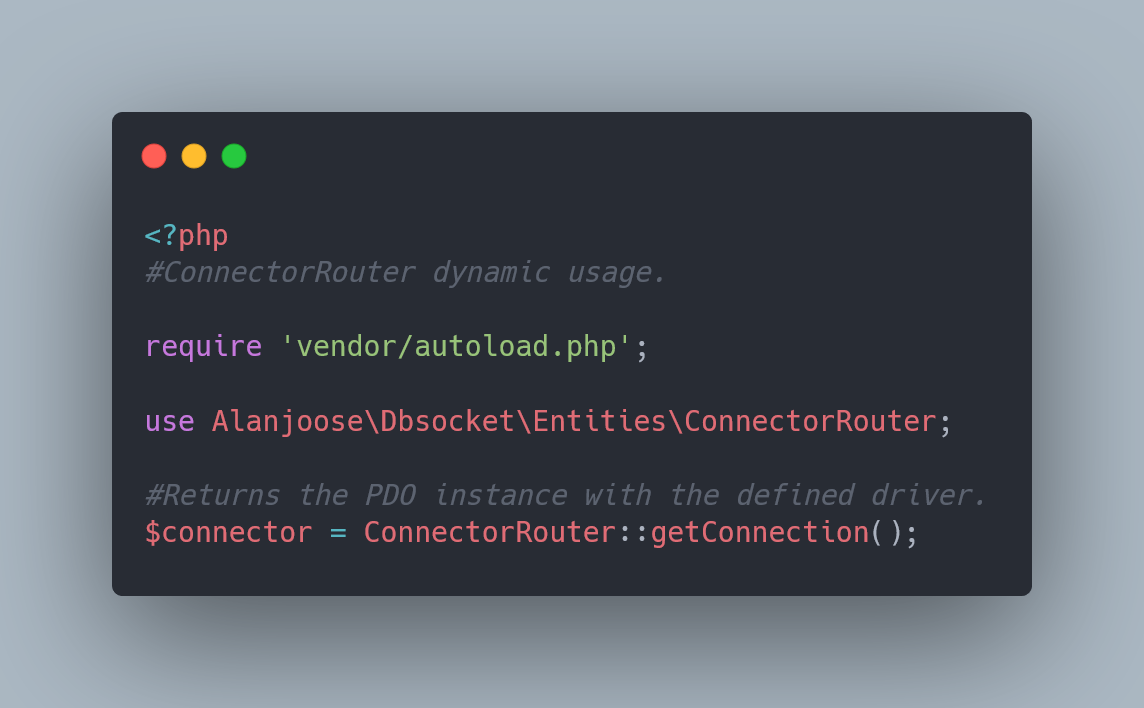 <?php
#ConnectorRouter dynamic usage.
require 'vendor/autoload.php';
use Alanjoose\Dbsocket\Entities\ConnectorRouter;
#Returns the PDO instance with the defined driver.
$connector = ConnectorRouter::getConnection();